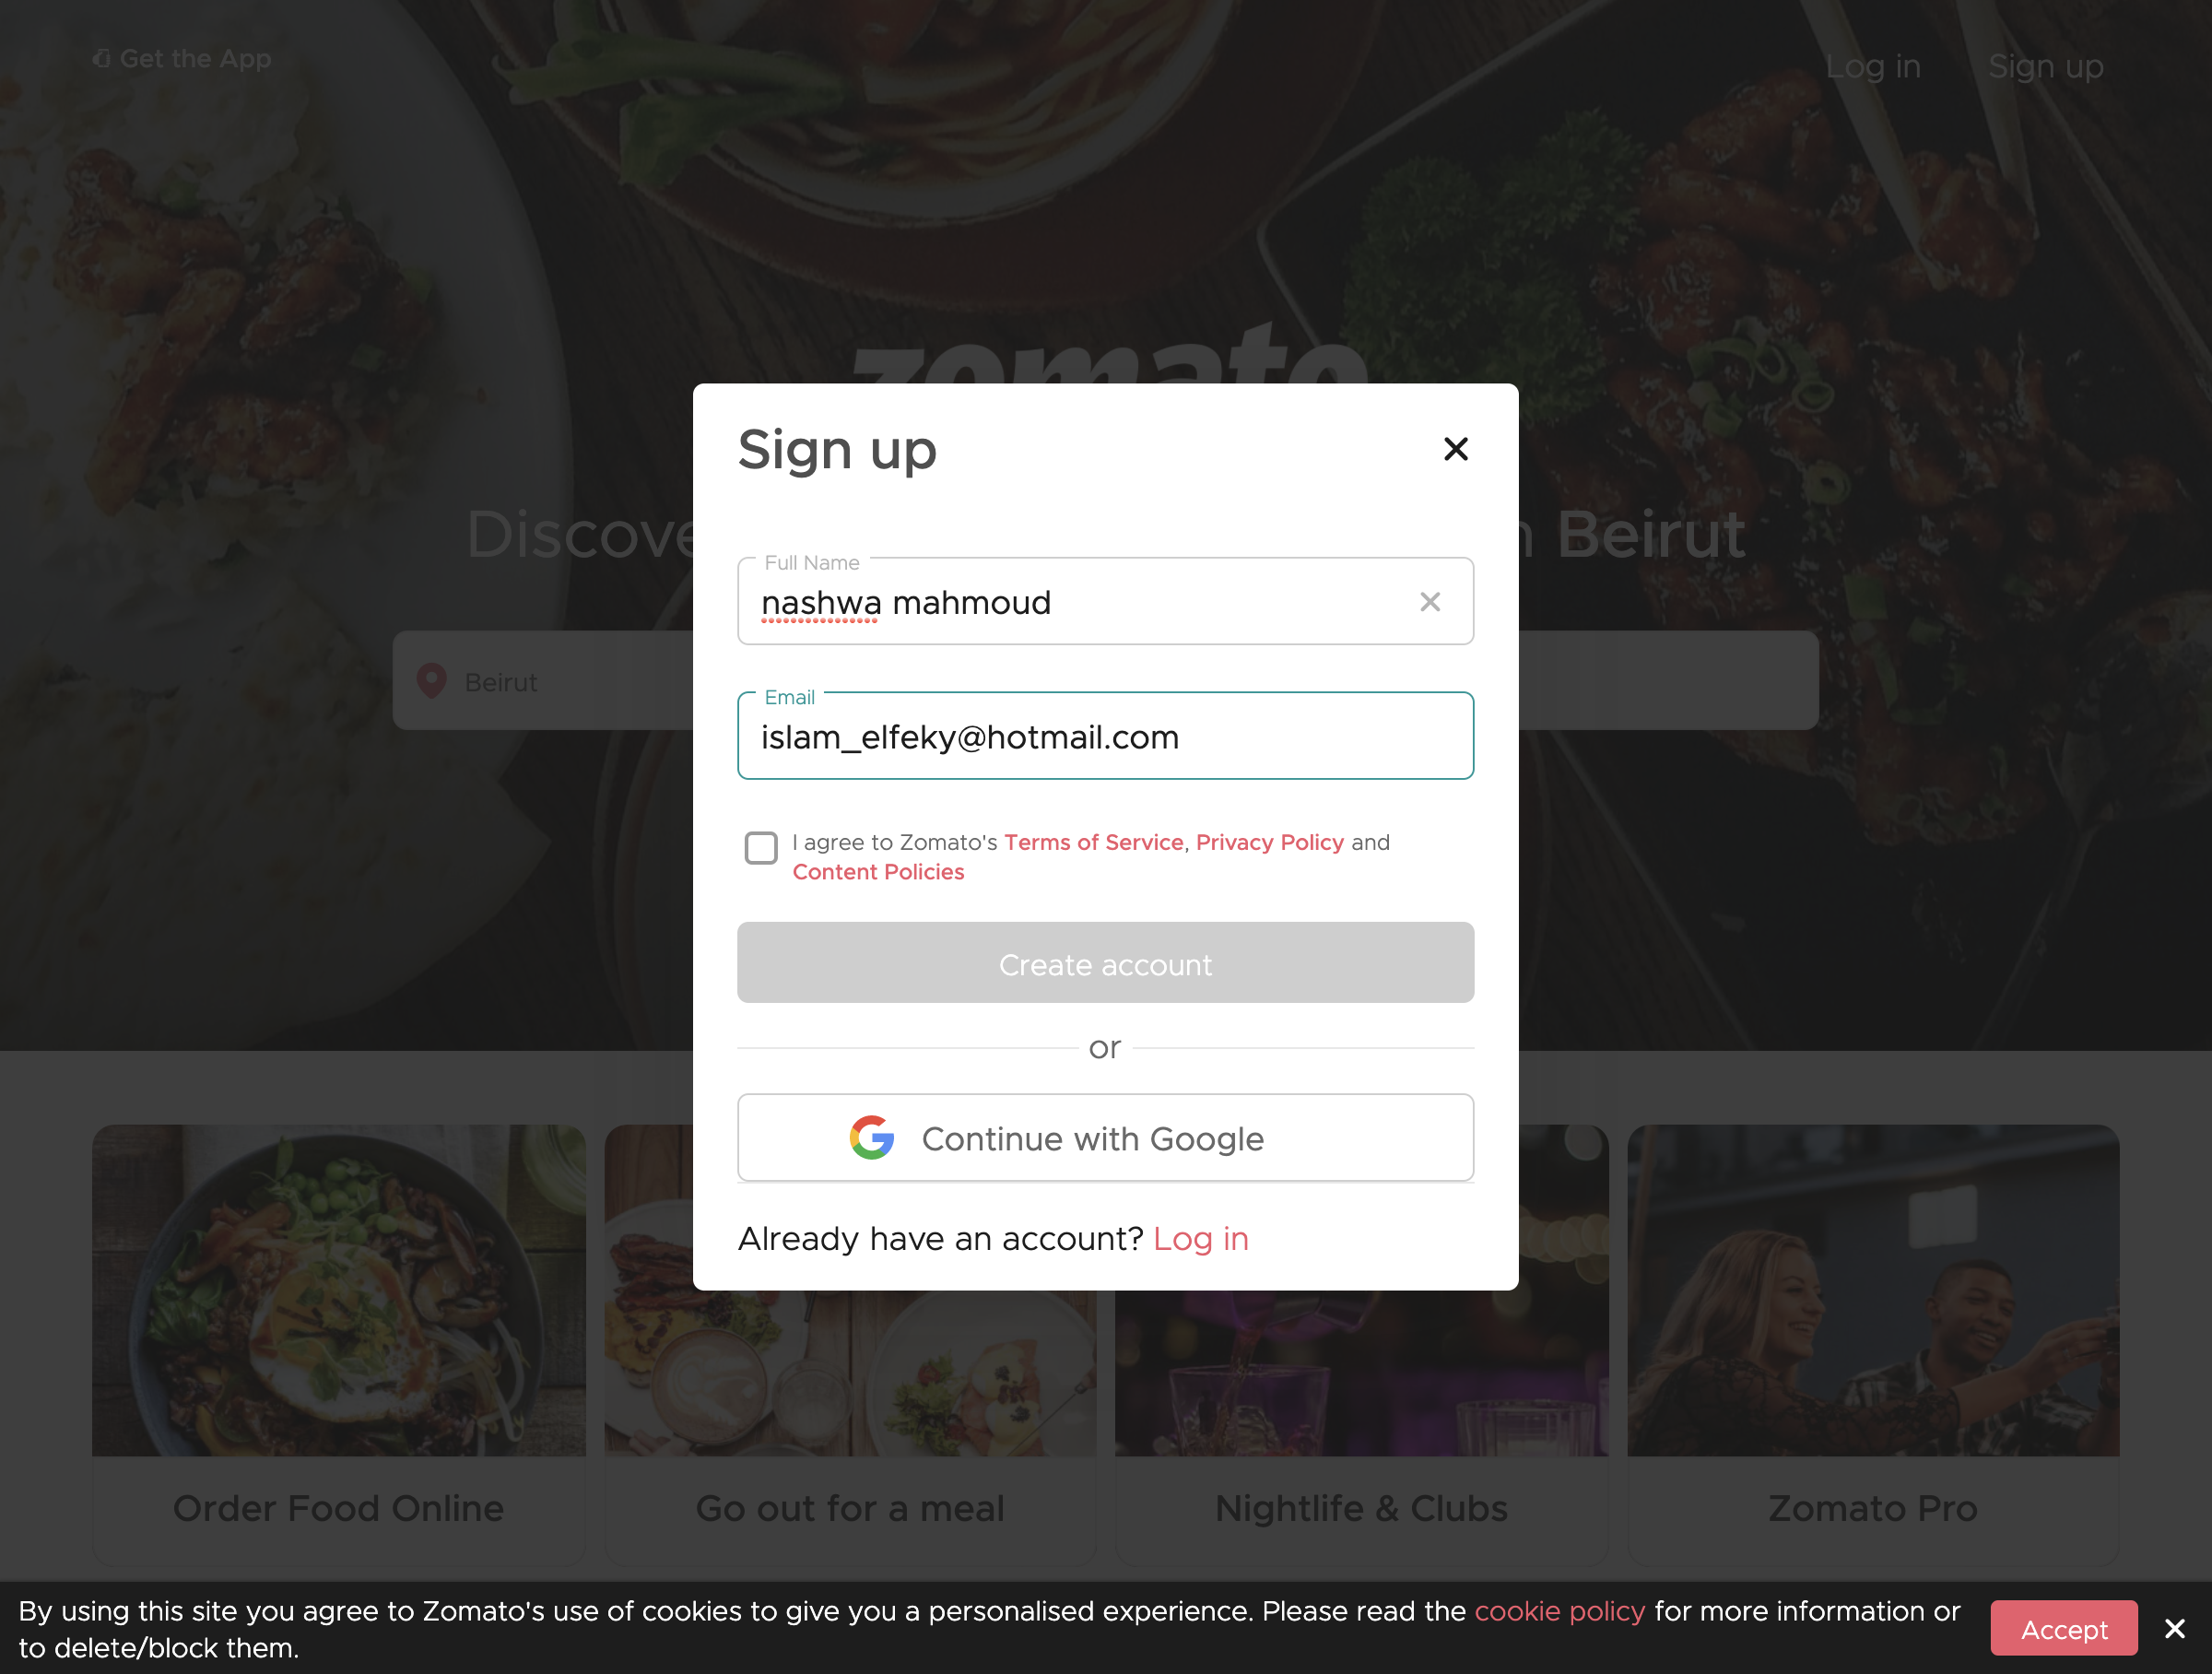 Get the App
Log in
Sign up
zomato
Sign up
Discove
n Beirut
Full Name
nashwa mahmoud
Beirut
Email
islam_elfeky@hotmail.com
I agree to Zomato's Terms of Service, Privacy Policy and
Content Policies
Create account
or
Continue with Google
Already have an account? Log in
Order Food Online
Go out for a meal
Nightlife & Clubs
Zomato Pro
By using this site you agree to Zomato's use of cookies to give you a personalised experience. Please read the cookie policy for more information or
to delete/block them.
Accept